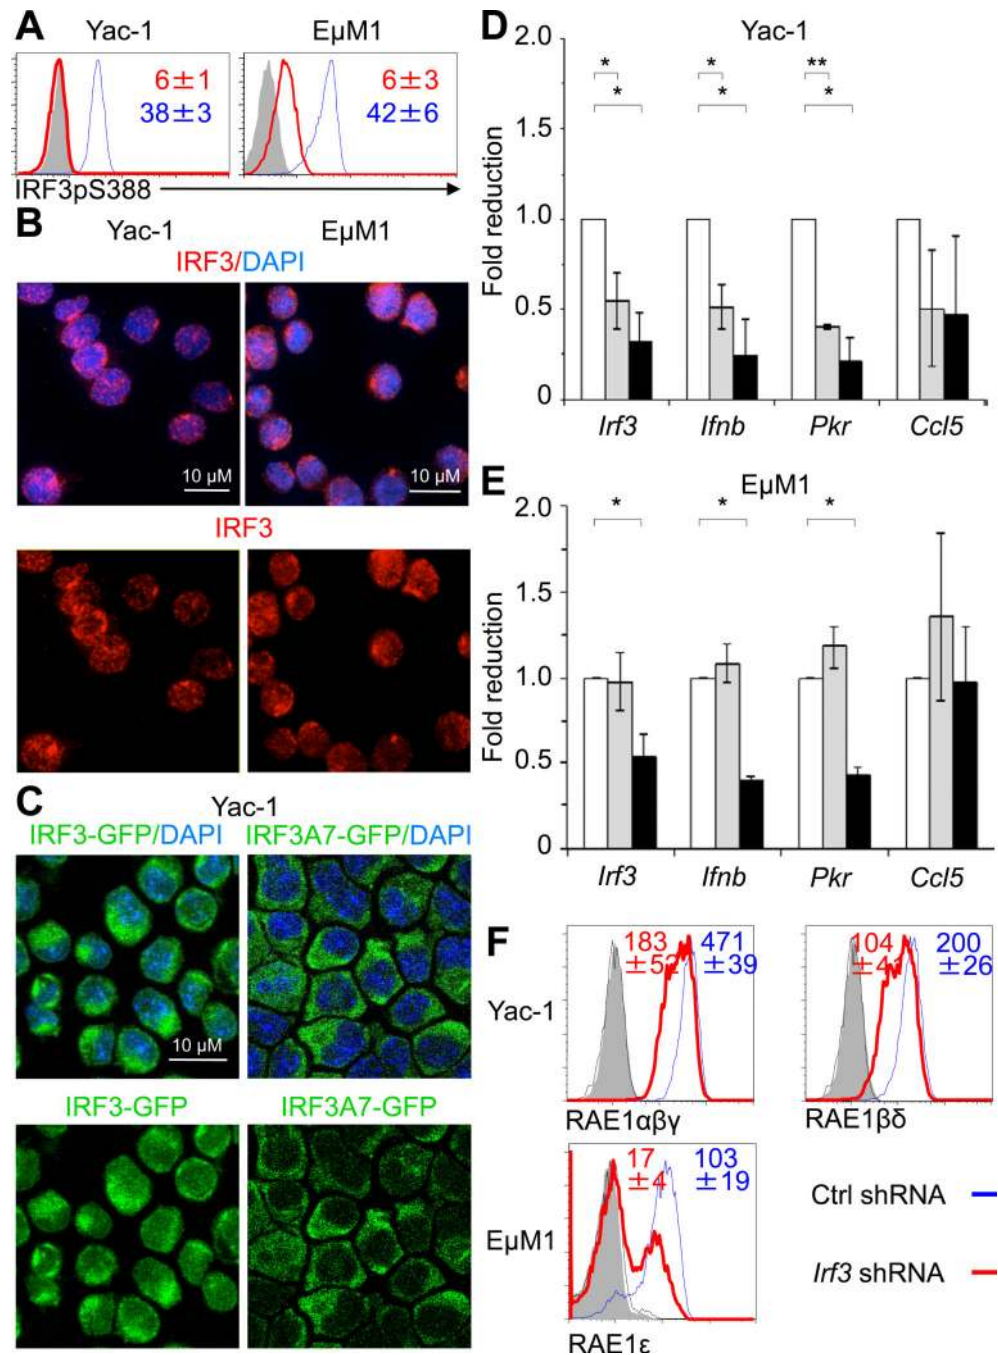 A
Yac-1
EµM1
6±1
38±3
6±3
42±6
IRF3pS388
B
Yac-1
EµM1
IRF3/DAPI
10 µM
10 µM
IRF3
C
Yac-1
IRF3-GFP/DAPI
IRF3A7-GFP/DAPI
10 µM
IRF3-GFP
IRF3A7-GFP
D
Yac-1
2.0
1.5
1.0
0.5
0
Fold reduction
*
*
*
*
**
*
Irf3
Ifnb
Pkr
Ccl5
E
EµM1
2.0
1.5
1.0
0.5
0
Fold reduction
*
*
*
Irf3
Ifnb
Pkr
Ccl5
F
Yac-1
183
±52
471
±39
RAE1αβγ
104
200
±26
RAE1βδ
EµM1
17
±4
103
±19
RAE1ε
Ctrl shRNA
Irf3 shRNA